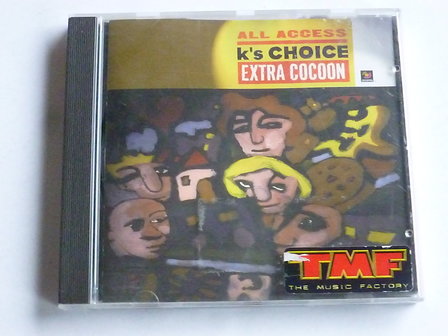 ALL ACCESS
k's CHOICE
EXTRA COCOON
TMF
THE MUSIC FACTORY